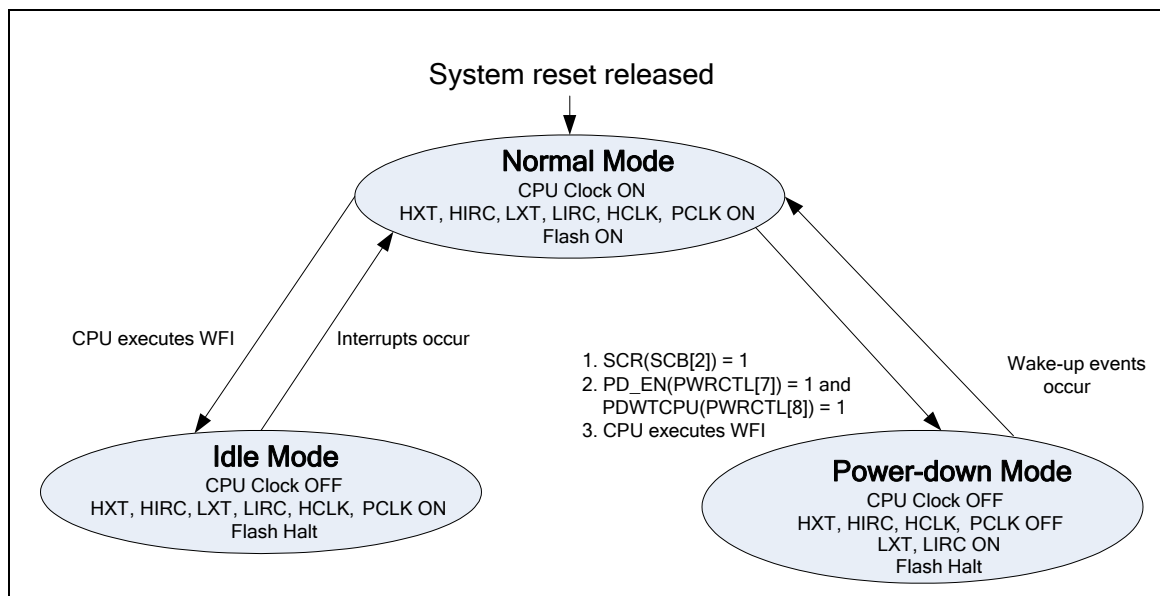 System reset released
Normal Mode
CPU Clock ON
HXT, HIRC, LXT, LIRC, HCLK, PCLK ON
Flash ON
CPU executes WFI
Interrupts occur
1. SCR(SCB[2]) = 1
2. PD_EN(PWRCTL[7]) = 1 and
PDWTCPU(PWRCTL[8]) = 1
3. CPU executes WFI
Wake-up events
occur
Idle Mode
CPU Clock OFF
HXT, HIRC, LXT, LIRC, HCLK, PCLK ON
Flash Halt
Power-down Mode
CPU Clock OFF
HXT, HIRC, HCLK, PCLK OFF
LXT, LIRC ON
Flash Halt